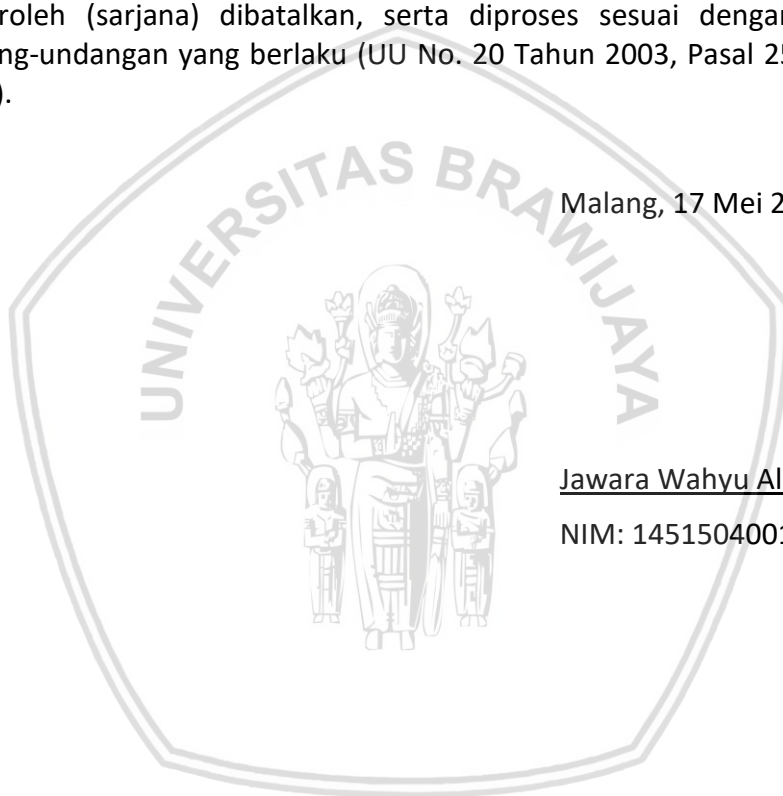 roleh (sarjana) dibatalkan, serta diproses sesuai dengan
ng-undangan yang berlaku (UU No. 20 Tahun 2003, Pasal 25
).
UNIVERSITAS BRAWIJAYA
Malang, 17 Mei 2
Jawara Wahyu Al
NIM: 145150400